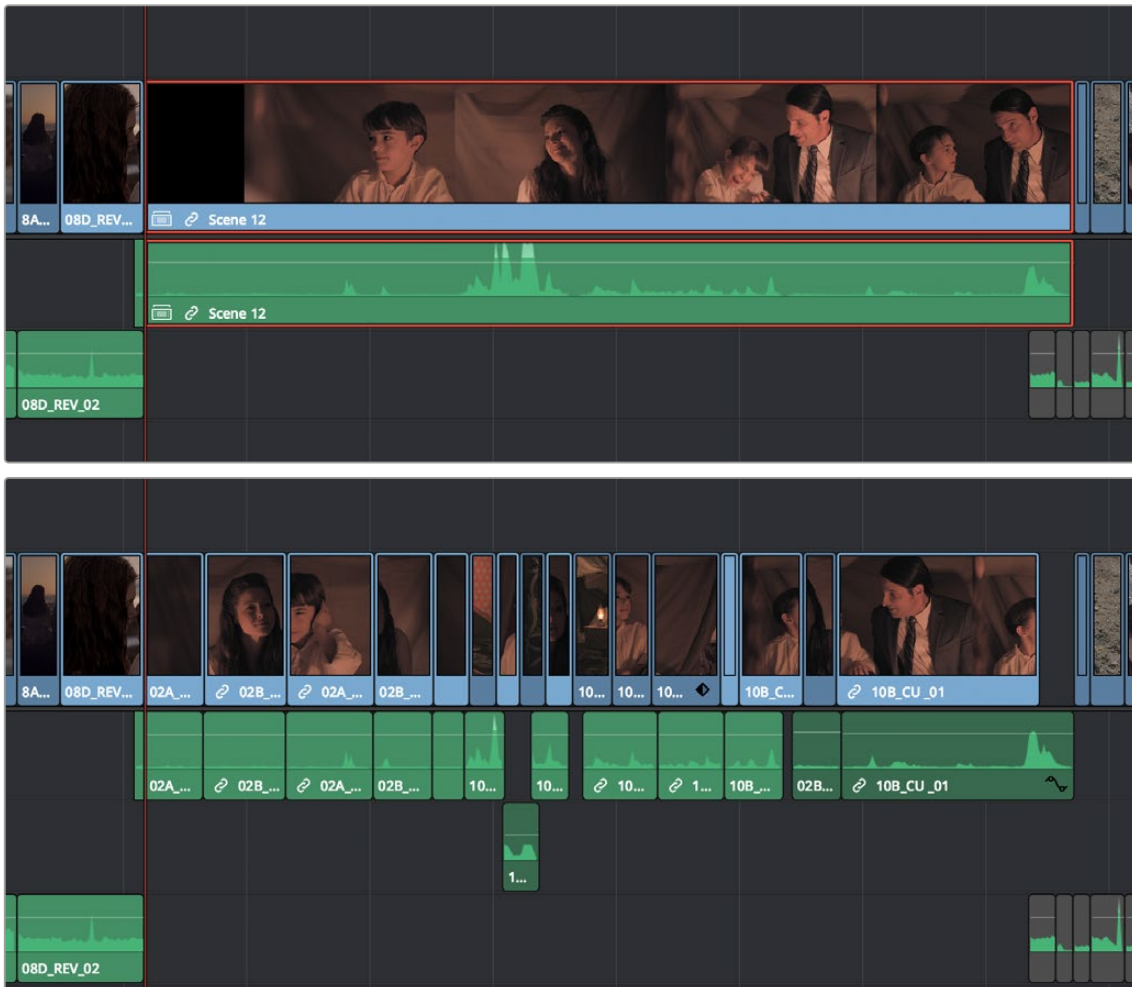 8A... 08D_REV... Scene 12
Scene 12
08D_REV_02
8A... 08D_REV... 02A_... 02B_... 02A_... 02B_... 10... 10... 10... 10B_C... 10B_CU_01
02A_... 02B_... 02A_... 02B_... 10... 10... 10... 1... 10B_... 02B... 10B_CU_01
1...
08D_REV_02